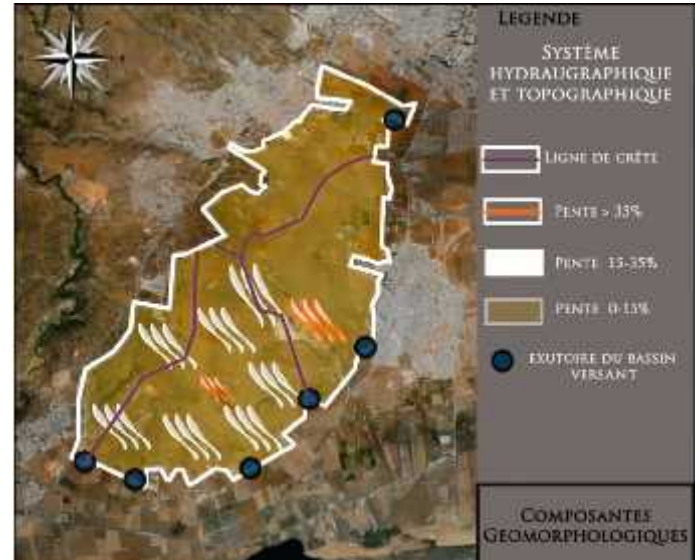 LEGENDE
SYSTÈME
HYDRAUGRAPHIQUE
ET TOPOGRAPHIQUE
LIGNE DE CRÊTE
PENTE > 35%
PENTE 15-35%
PENTE 0-15%
EXUTOIRE DU BASSIN
VERSANT
COMPOSANTES
GEOMORPHOLOGIQUES